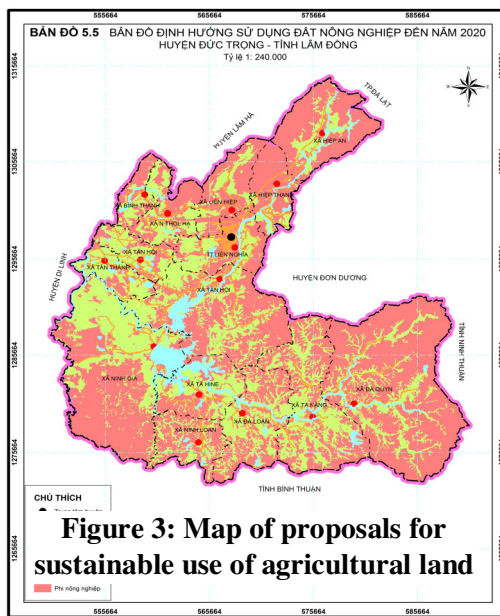 555664 565664 575664 585664
BẢN ĐỒ 5.5 BẢN ĐỒ ĐỊNH HƯỚNG SỬ DỤNG ĐẤT NÔNG NGHIỆP ĐẾN NĂM 2020
HUYỆN ĐỨC TRỌNG - TỈNH LÂM ĐỒNG
Tỷ lệ 1: 240.000
1315664
TP.ĐÀ LẠT
HUYỆN LÂM HÀ
XÃ HIỆP AN
1305664
XÃ HIỆP THẠNH
XÃ BÌNH THẠNH
XÃ LIÊN HIỆP
XÃ N'THOL HẠ
XÃ TÂN HỘI
TT.LIÊN NGHĨA
1295664
XÃ TÂN THÀNH
HUYỆN DI LINH
XÃ TÂN HỘI
HUYỆN ĐƠN DƯƠNG
TỈNH NINH THUẬN
1285664
XÃ NINH GIA
XÃ TÀ HINE
XÃ ĐÀ LOAN
XÃ TÀ NĂNG
XÃ ĐA QUYN
XÃ NINH LOAN
1275664
TỈNH BÌNH THUẬN
CHÚ THÍCH
Figure 3: Map of proposals for
sustainable use of agricultural land
Phi nông nghiệp
1265664
555664 565664 575664 585664